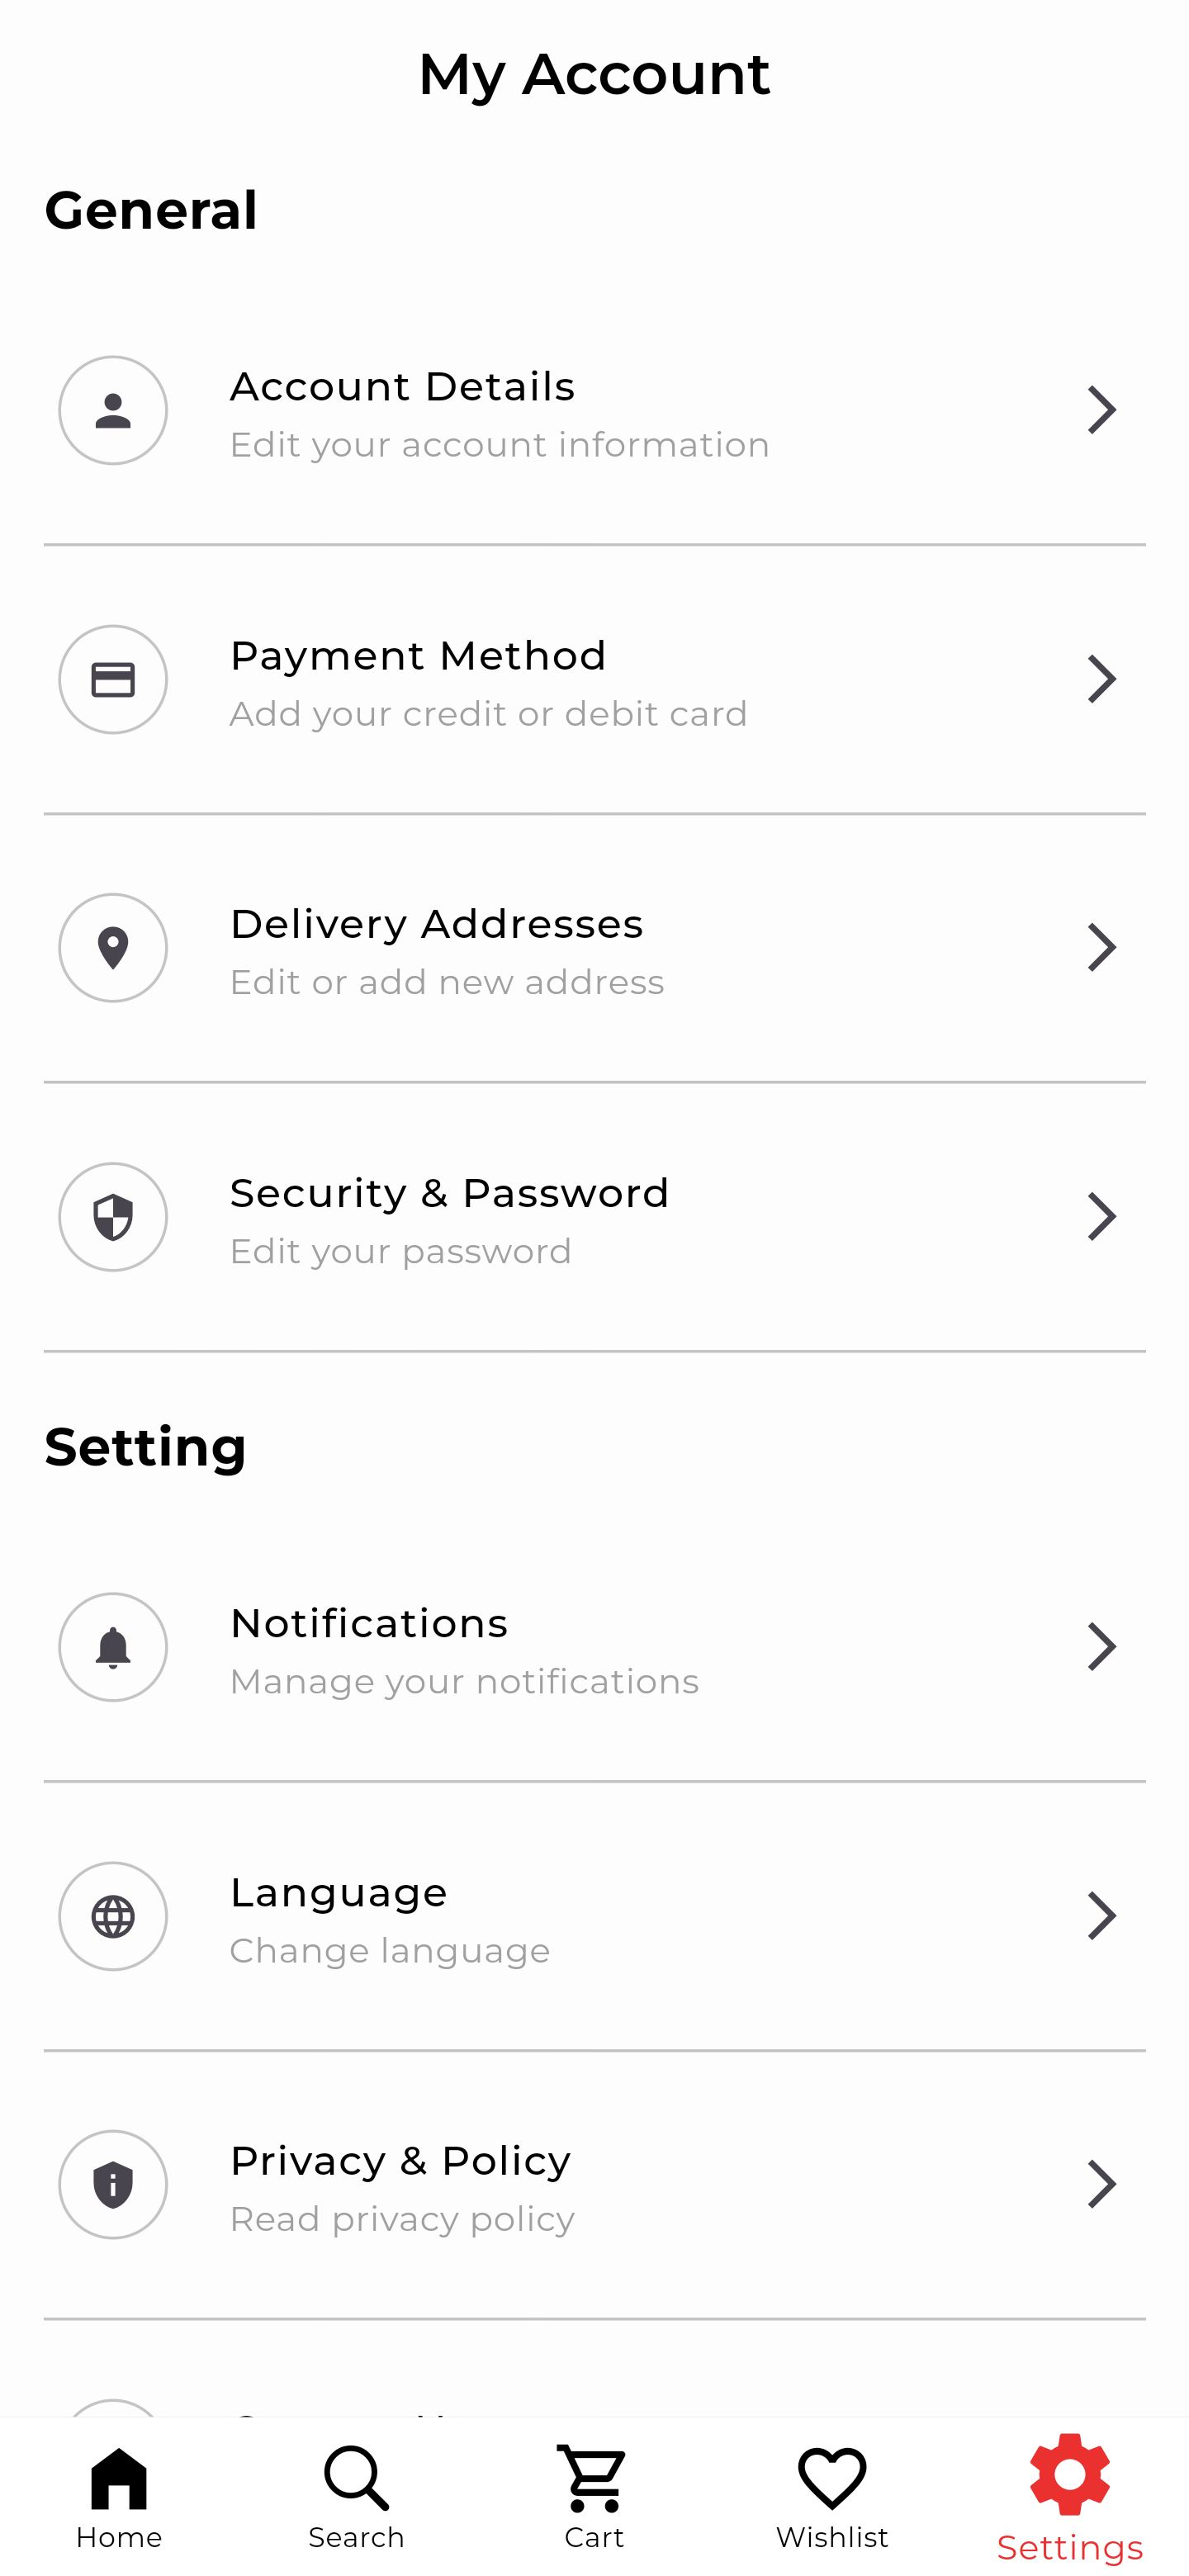 My Account
General
Account Details
Edit your account information
Payment Method
Add your credit or debit card
Delivery Addresses
Edit or add new address
Security & Password
Edit your password
Setting
Notifications
Manage your notifications
Language
Change language
Privacy & Policy
Read privacy policy
Home
Search
Cart
Wishlist
Settings